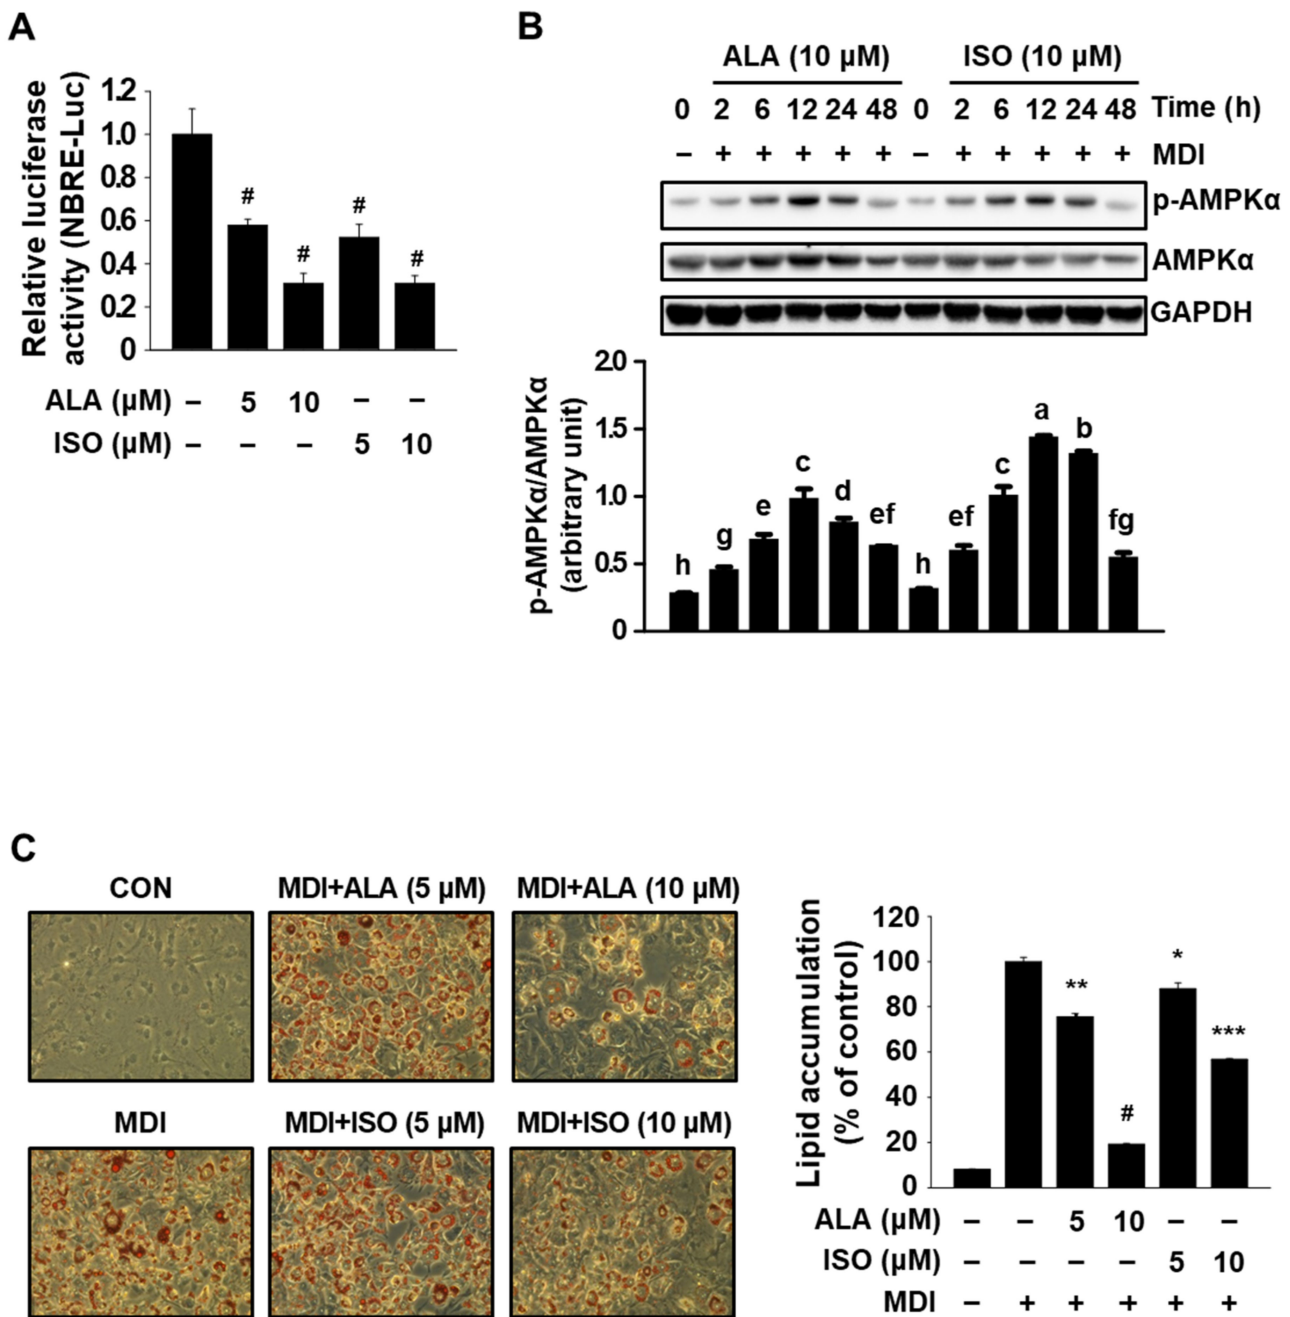 A
Relative luciferase
activity (NBRE-Luc)
1.2
1.0
0.8
0.6
0.4
0.2
0
# # # #
ALA (µM) – 5 10 – –
ISO (µM) – – – 5 10
B
ALA (10 µM) ISO (10 µM)
0 2 6 12 24 48 0 2 6 12 24 48 Time (h)
– + + + + + – + + + + + MDI
p-AMPKα
AMPKα
GAPDH
p-AMPKα/AMPKα
(arbitrary unit)
2.0
1.5
1.0
0.5
0
h g e c d ef h ef c a b fg
C
CON MDI+ALA (5 µM) MDI+ALA (10 µM)
MDI MDI+ISO (5 µM) MDI+ISO (10 µM)
Lipid accumulation
(% of control)
120
100
80
60
40
20
0
** # * ***
ALA (µM) – – 5 10 – –
ISO (µM) – – – – 5 10
MDI – + + + + +